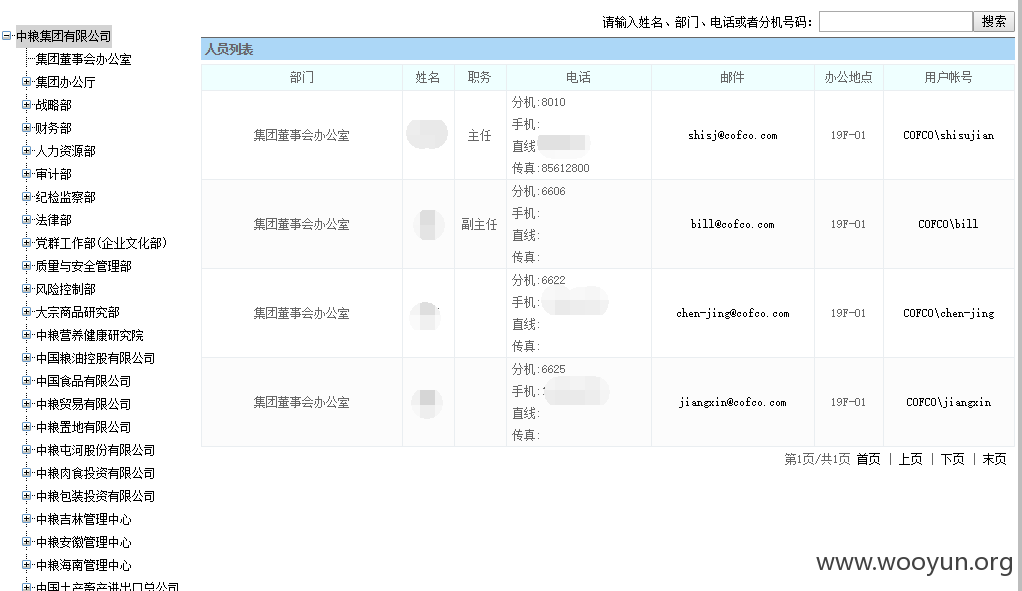 请输入姓名、部门、电话或者分机号码： 搜索
中粮集团有限公司
集团董事会办公室
集团办公厅
战略部
财务部
人力资源部
审计部
纪检监察部
法律部
党群工作部(企业文化部)
质量与安全管理部
风险控制部
大宗商品研究部
中粮营养健康研究院
中国粮油控股有限公司
中国食品有限公司
中粮贸易有限公司
中粮置地有限公司
中粮屯河股份有限公司
中粮肉食投资有限公司
中粮包装投资有限公司
中粮吉林管理中心
中粮安徽管理中心
中粮海南管理中心
中国土产畜产进出口总公司
人员列表
部门 姓名 职务 电话 邮件 办公地点 用户帐号
分机:8010
手机:
集团董事会办公室 主任 shisj@cofco.com 19F-01 COFCO\shisujian
直线
传真:85612800
分机:6606
手机:
集团董事会办公室 副主任 bill@cofco.com 19F-01 COFCO\bill
直线:
传真:
分机:6622
手机:
集团董事会办公室 chen-jing@cofco.com 19F-01 COFCO\chen-jing
直线:
传真:
分机:6625
手机:
集团董事会办公室 jiangxin@cofco.com 19F-01 COFCO\jiangxin
直线:
传真:
第1页/共1页 首页 | 上页 | 下页 | 末页
www.wooyun.org